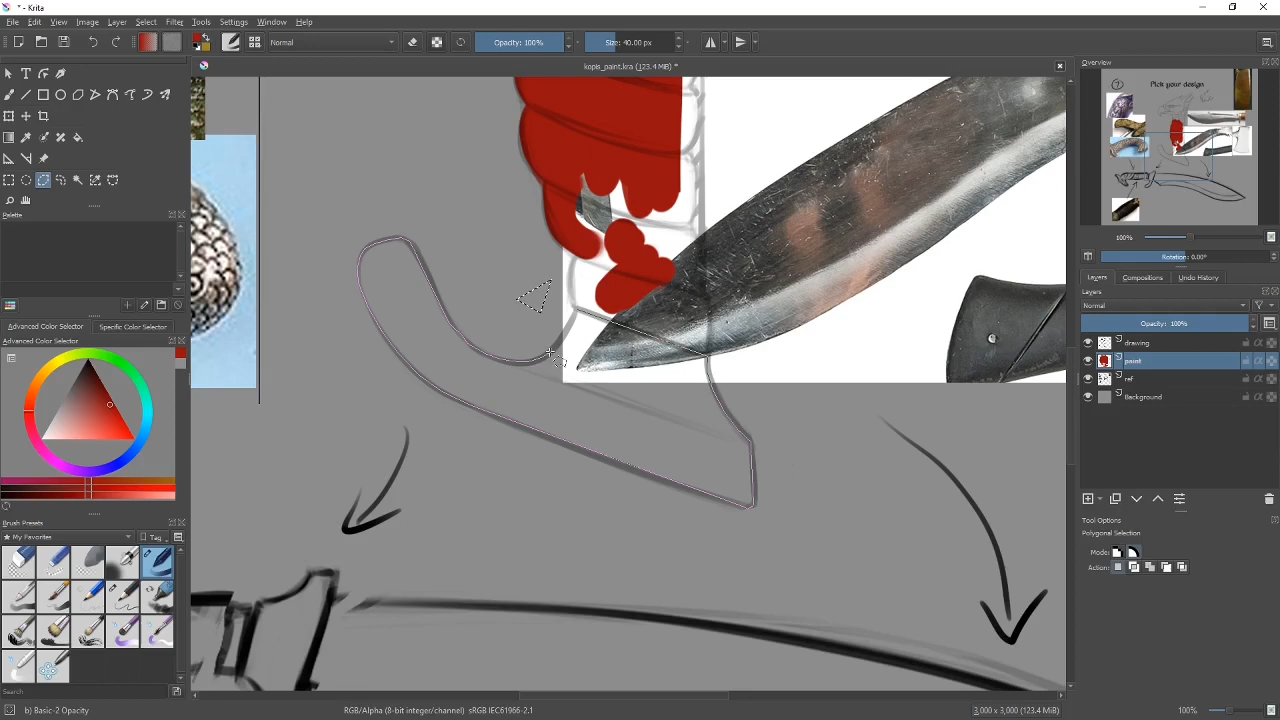 * - Krita
File Edit View Image Layer Select Filter Tools Settings Window Help
Normal Opacity: 100% Size: 40.00 px
kopis_paint.kra (123.4 MiB) *
Overview
Pick your design
Palette
100%
Rotation: 0.00°
Layers Compositions Undo History
Layers
Normal
Opacity: 100%
drawing
paint
ref
Background
Advanced Color Selector Specific Color Selector
Advanced Color Selector
Brush Presets
My Favorites Tag
Tool Options
Polygonal Selection
Mode:
Action:
Search
b) Basic-2 Opacity
RGB/Alpha (8-bit integer/channel) sRGB IEC61966-2.1
3,000 x 3,000 (123.4 MiB)
100%